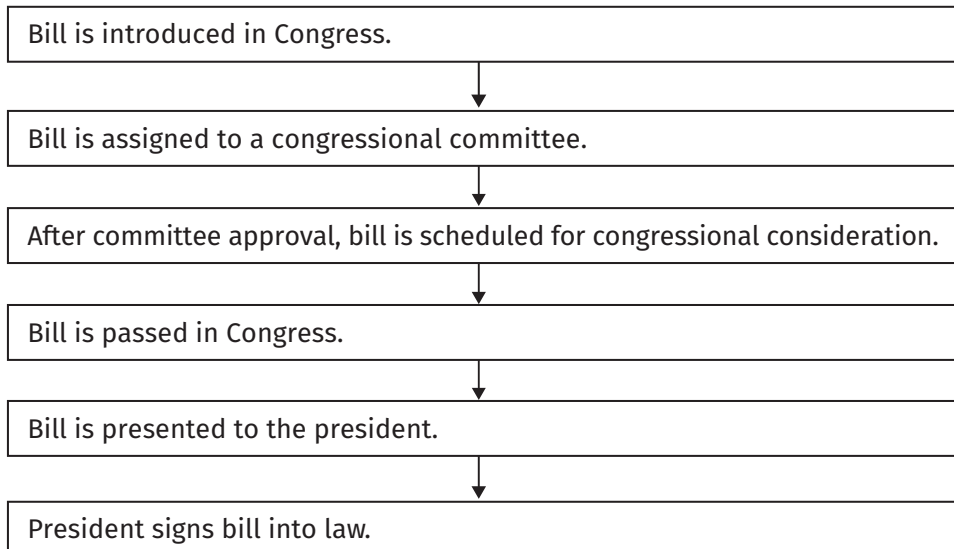 Bill is introduced in Congress.
Bill is assigned to a congressional committee.
After committee approval, bill is scheduled for congressional consideration.
Bill is passed in Congress.
Bill is presented to the president.
President signs bill into law.